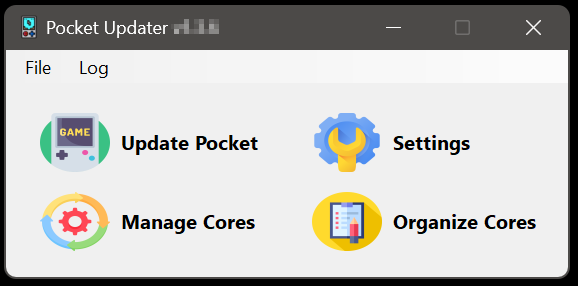 Pocket Updater
File Log
GAME
Update Pocket
Settings
Manage Cores
Organize Cores